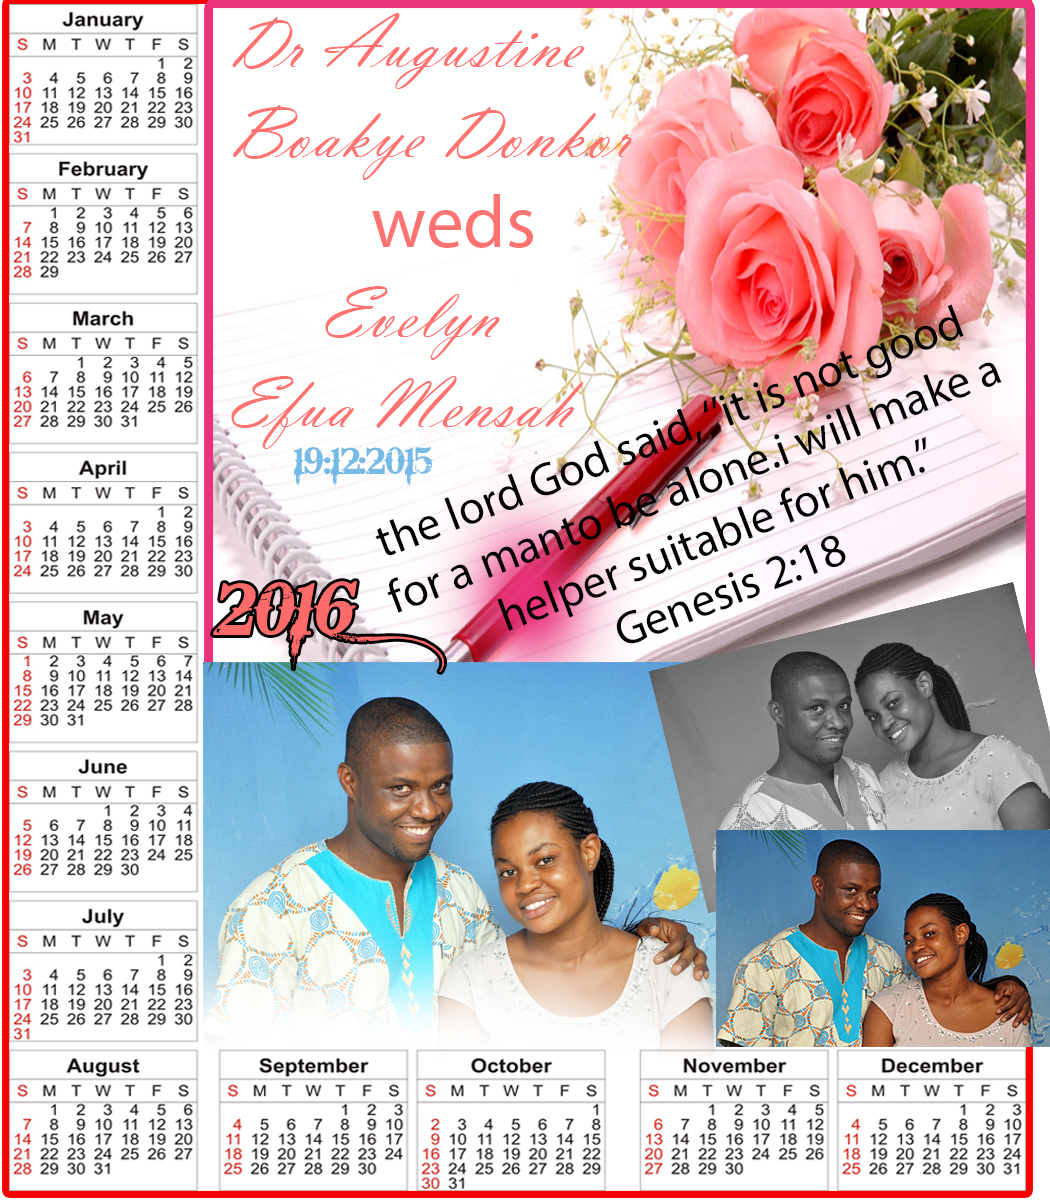 January
S M T W T F S
1 2
3 4 5 6 7 8 9
10 11 12 13 14 15 16
17 18 19 20 21 22 23
24 25 26 27 28 29 30
31
February
S M T W T F S
1 2 3 4 5 6
7 8 9 10 11 12 13
14 15 16 17 18 19 20
21 22 23 24 25 26 27
28 29
March
S M T W T F S
1 2 3 4 5
6 7 8 9 10 11 12
13 14 15 16 17 18 19
20 21 22 23 24 25 26
27 28 29 30 31
April
S M T W T F S
1 2
3 4 5 6 7 8 9
10 11 12 13 14 15 16
17 18 19 20 21 22 23
24 25 26 27 28 29 30
May
S M T W T F S
1 2 3 4 5 6 7
8 9 10 11 12 13 14
15 16 17 18 19 20 21
22 23 24 25 26 27 28
29 30 31
June
S M T W T F S
1 2 3 4
5 6 7 8 9 10 11
12 13 14 15 16 17 18
19 20 21 22 23 24 25
26 27 28 29 30
July
S M T W T F S
1 2
3 4 5 6 7 8 9
10 11 12 13 14 15 16
17 18 19 20 21 22 23
24 25 26 27 28 29 30
31
Dr Augustine
Boakye Donkor
weds
Evelyn
Efua Mensah
19:12:2015
the lord God said,"it is not good
for a manto be alone.i will make a
helper suitable for him."
Genesis 2:18
2016
August
S M T W T F S
1 2 3 4 5 6
7 8 9 10 11 12 13
14 15 16 17 18 19 20
21 22 23 24 25 26 27
28 29 30 31
September
S M T W T F S
1 2 3
4 5 6 7 8 9 10
11 12 13 14 15 16 17
18 19 20 21 22 23 24
25 26 27 28 29 30
October
S M T W T F S
1
2 3 4 5 6 7 8
9 10 11 12 13 14 15
16 17 18 19 20 21 22
23 24 25 26 27 28 29
30 31
November
S M T W T F S
1 2 3 4 5
6 7 8 9 10 11 12
13 14 15 16 17 18 19
20 21 22 23 24 25 26
27 28 29 30
December
S M T W T F S
1 2 3
4 5 6 7 8 9 10
11 12 13 14 15 16 17
18 19 20 21 22 23 24
25 26 27 28 29 30 31